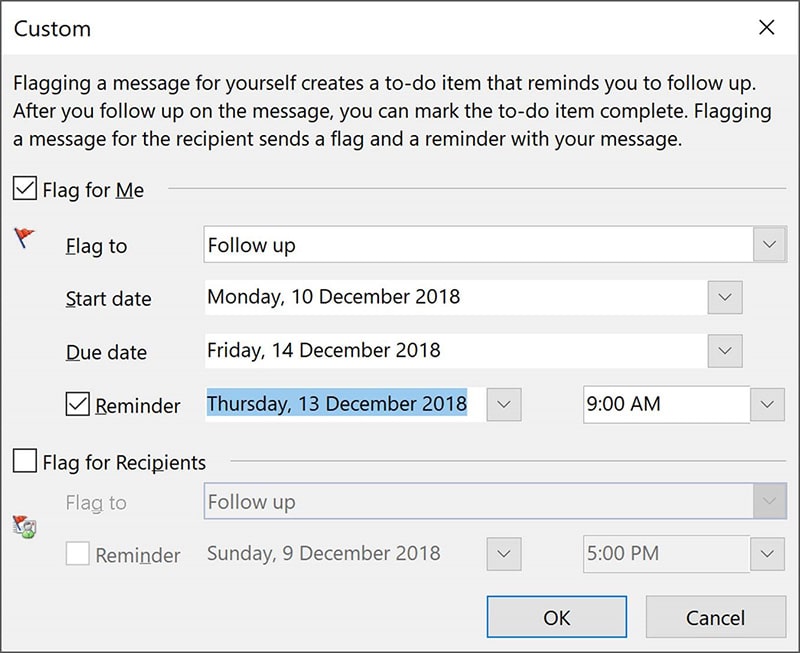 Custom
Flagging a message for yourself creates a to-do item that reminds you to follow up.
After you follow up on the message, you can mark the to-do item complete. Flagging
a message for the recipient sends a flag and a reminder with your message.
Flag for Me
Flag to Follow up
Start date Monday, 10 December 2018
Due date Friday, 14 December 2018
Reminder Thursday, 13 December 2018 9:00 AM
Flag for Recipients
Flag to Follow up
Reminder Sunday, 9 December 2018 5:00 PM
OK Cancel